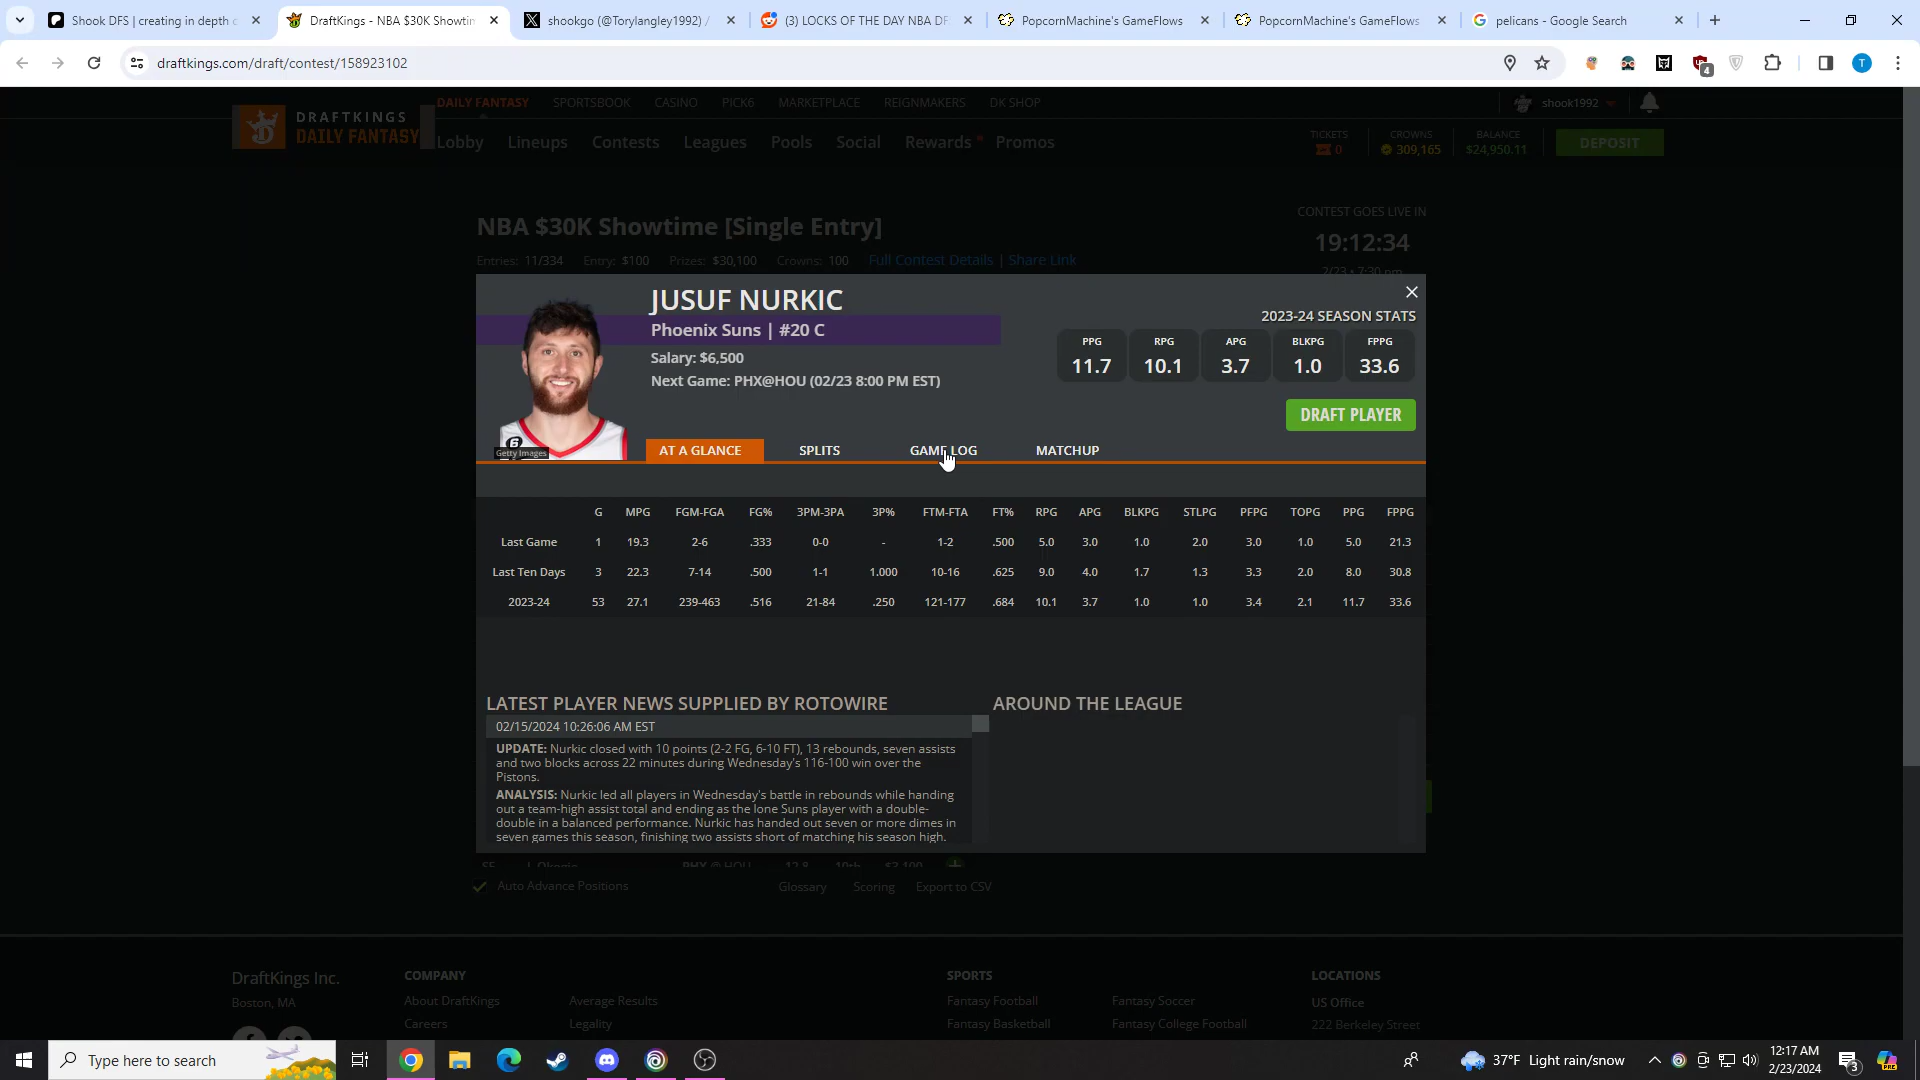 Shook DFS | creating in depth c
DraftKings - NBA $30K Showtin
shookgo (@Torylangley1992) /
(3) LOCKS OF THE DAY NBA DF
PopcornMachine's GameFlows
PopcornMachine's GameFlows
pelicans - Google Search
draftkings.com/draft/contest/158923102
4
T
DAILY FANTASY SPORTSBOOK CASINO PICK6 MARKETPLACE REIGNMAKERS DK SHOP
shook1992
DRAFTKINGS
DAILY FANTASY
Lobby Lineups Contests Leagues Pools Social Rewards Promos
TICKETS
0
CROWNS
309,165
BALANCE
$24,950.11
DEPOSIT
NBA $30K Showtime [Single Entry]
Entries: 11/334 Entry: $100 Prizes: $30,100 Crowns: 100 Full Contest Details | Share Link
CONTEST GOES LIVE IN
19:12:34
2/23 • 7:30 pm
JUSUF NURKIC
Phoenix Suns | #20 C
Salary: $6,500
Next Game: PHX@HOU (02/23 8:00 PM EST)
6
Getty Images
2023-24 SEASON STATS
PPG RPG APG BLKPG FPPG
11.7 10.1 3.7 1.0 33.6
DRAFT PLAYER
AT A GLANCE SPLITS GAME LOG MATCHUP
G MPG FGM-FGA FG% 3PM-3PA 3P% FTM-FTA FT% RPG APG BLKPG STLPG PFPG TOPG PPG FPPG
Last Game 1 19.3 2-6 .333 0-0 - 1-2 .500 5.0 3.0 1.0 2.0 3.0 1.0 5.0 21.3
Last Ten Days 3 22.3 7-14 .500 1-1 1.000 10-16 .625 9.0 4.0 1.7 1.3 3.3 2.0 8.0 30.8
2023-24 53 27.1 239-463 .516 21-84 .250 121-177 .684 10.1 3.7 1.0 1.0 3.4 2.1 11.7 33.6
LATEST PLAYER NEWS SUPPLIED BY ROTOWIRE
02/15/2024 10:26:06 AM EST
UPDATE: Nurkic closed with 10 points (2-2 FG, 6-10 FT), 13 rebounds, seven assists
and two blocks across 22 minutes during Wednesday's 116-100 win over the
Pistons.
ANALYSIS: Nurkic led all players in Wednesday's battle in rebounds while handing
out a team-high assist total and ending as the lone Suns player with a double-
double in a balanced performance. Nurkic has handed out seven or more dimes in
seven games this season, finishing two assists short of matching his season high.
AROUND THE LEAGUE
SF J. Okogie PHX @ HOU 12.8 10th $3,100
Auto Advance Positions
Glossary Scoring Export to CSV
DraftKings Inc.
Boston, MA
COMPANY
About DraftKings
Careers
Average Results
Legality
SPORTS
Fantasy Football
Fantasy Basketball
Fantasy Soccer
Fantasy College Football
LOCATIONS
US Office
222 Berkeley Street
Type here to search
37°F Light rain/snow
12:17 AM
2/23/2024
3
PRE